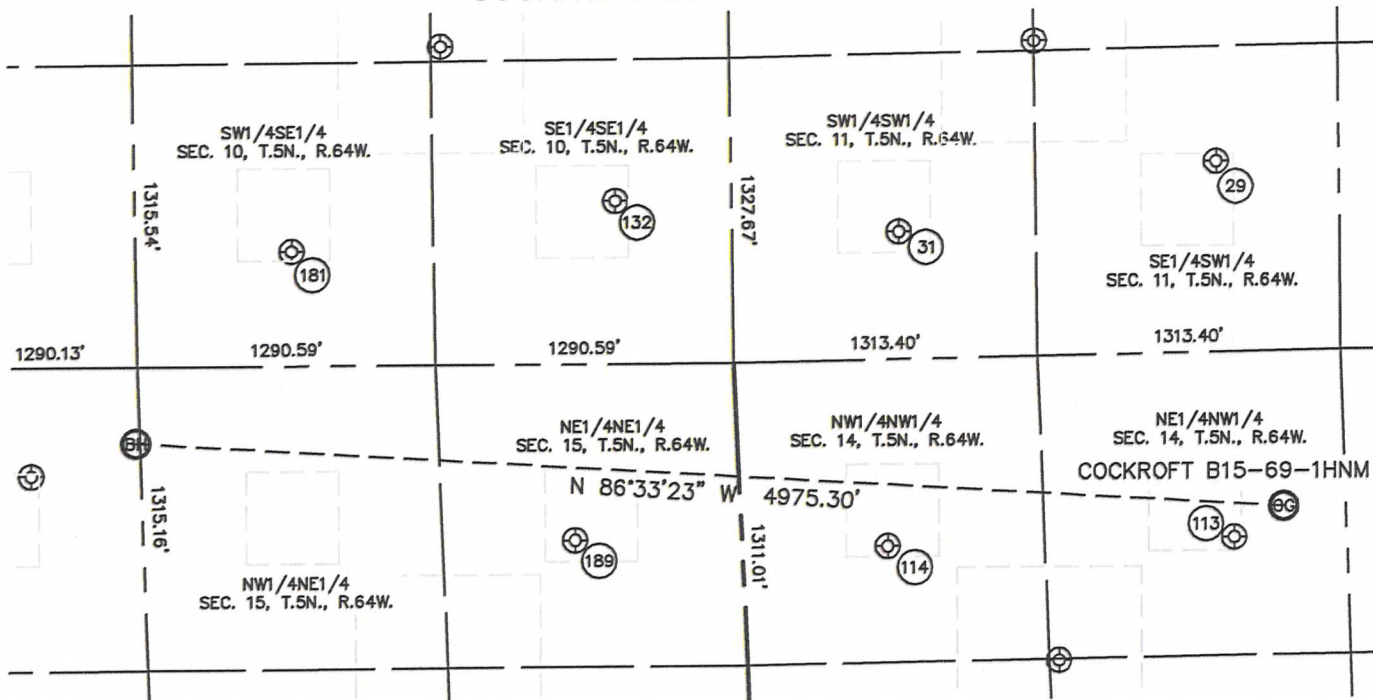 SW1/4SE1/4
SEC. 10, T.5N., R.64W.
SE1/4SE1/4
SEC. 10, T.5N., R.64W.
SW1/4SW1/4
SEC. 11, T.5N., R.64W.
29
1315.54'
132
1327.67'
31
181
SE1/4SW1/4
SEC. 11, T.5N., R.64W.
1290.13'
1290.59'
1290.59'
1313.40'
1313.40'
BH
NE1/4NE1/4
SEC. 15, T.5N., R.64W.
NW1/4NW1/4
SEC. 14, T.5N., R.64W.
NE1/4NW1/4
SEC. 14, T.5N., R.64W.
COCKROFT B15-69-1HNM
N 86°33'23" W 4975.30'
1315.16'
113
189
1311.01'
114
NW1/4NE1/4
SEC. 15, T.5N., R.64W.